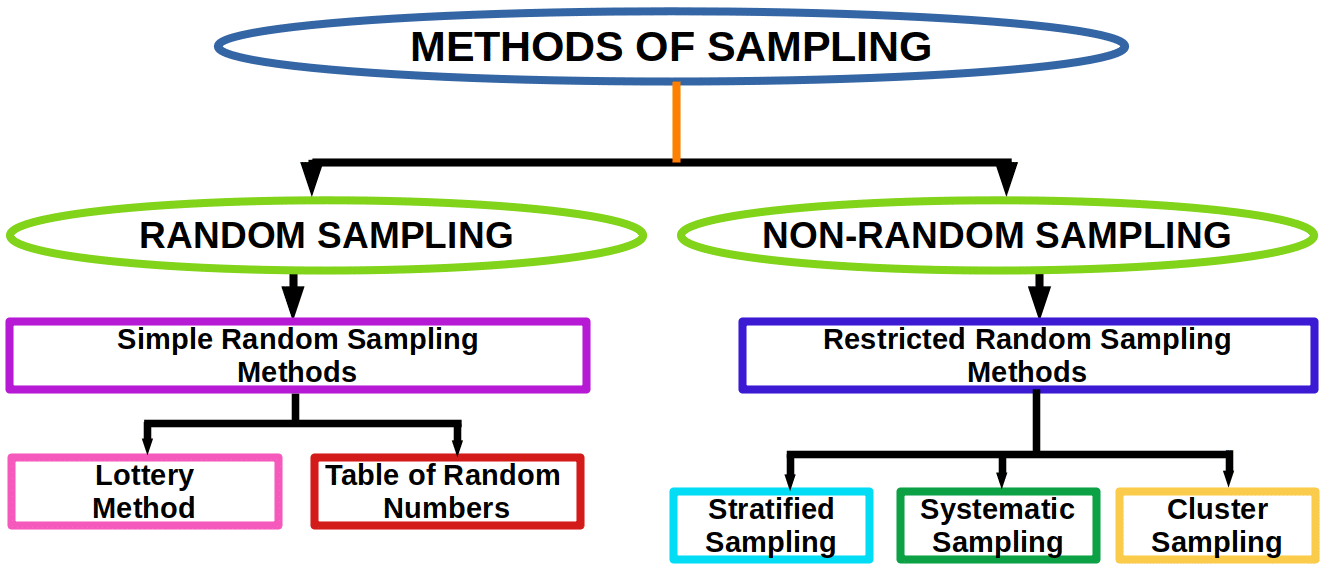 METHODS OF SAMPLING
RANDOM SAMPLING
NON-RANDOM SAMPLING
Simple Random Sampling
Methods
Restricted Random Sampling
Methods
Lottery
Method
Table of Random
Numbers
Stratified
Sampling
Systematic
Sampling
Cluster
Sampling